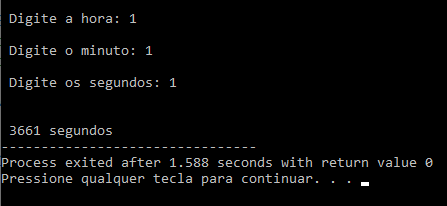 Digite a hora: 1
Digite o minuto: 1
Digite os segundos: 1
3661 segundos
--------------------------------
Process exited after 1.588 seconds with return value 0
Pressione qualquer tecla para continuar. . .